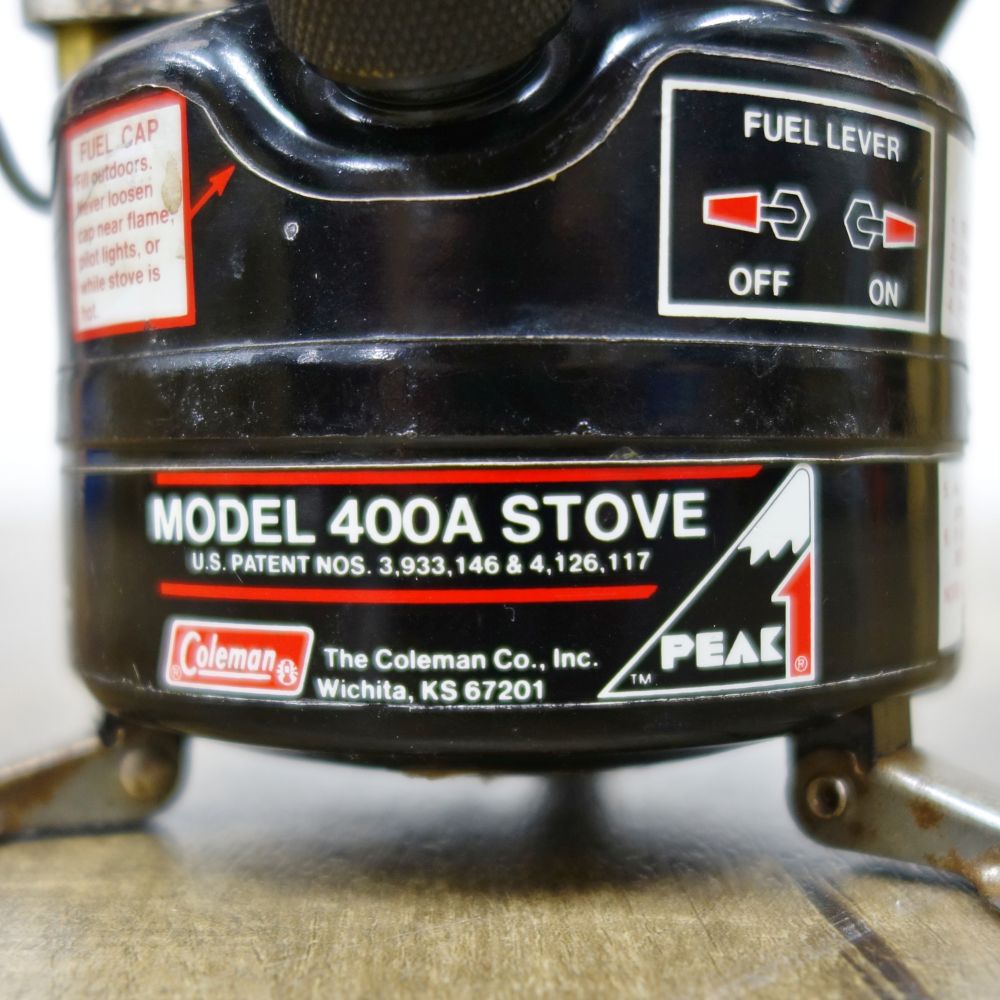 FUEL CAP
Fill outdoors.
Never loosen
cap near flame,
pilot lights, or
while stove is
hot.
FUEL LEVER
OFF
ON
MODEL 400A STOVE
U.S. PATENT NOS. 3,933,146 & 4,126,117
® Coleman
The Coleman Co., Inc.
Wichita, KS 67201
PEAK 1 ®
TM